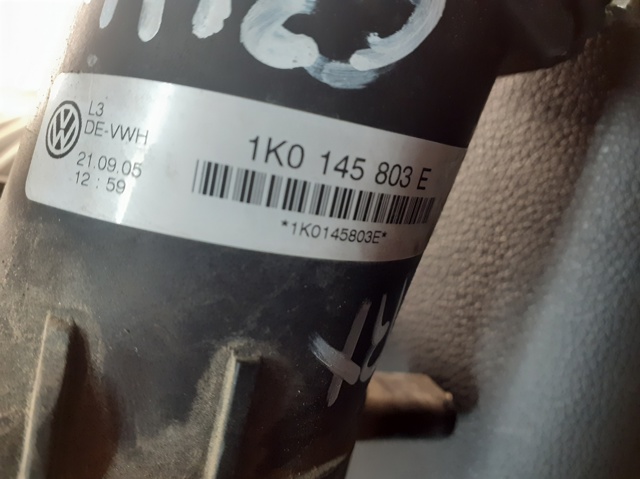 L3
DE-VWH
21.09.05
12 : 59
1K0 145 803 E
*1K0145803E*